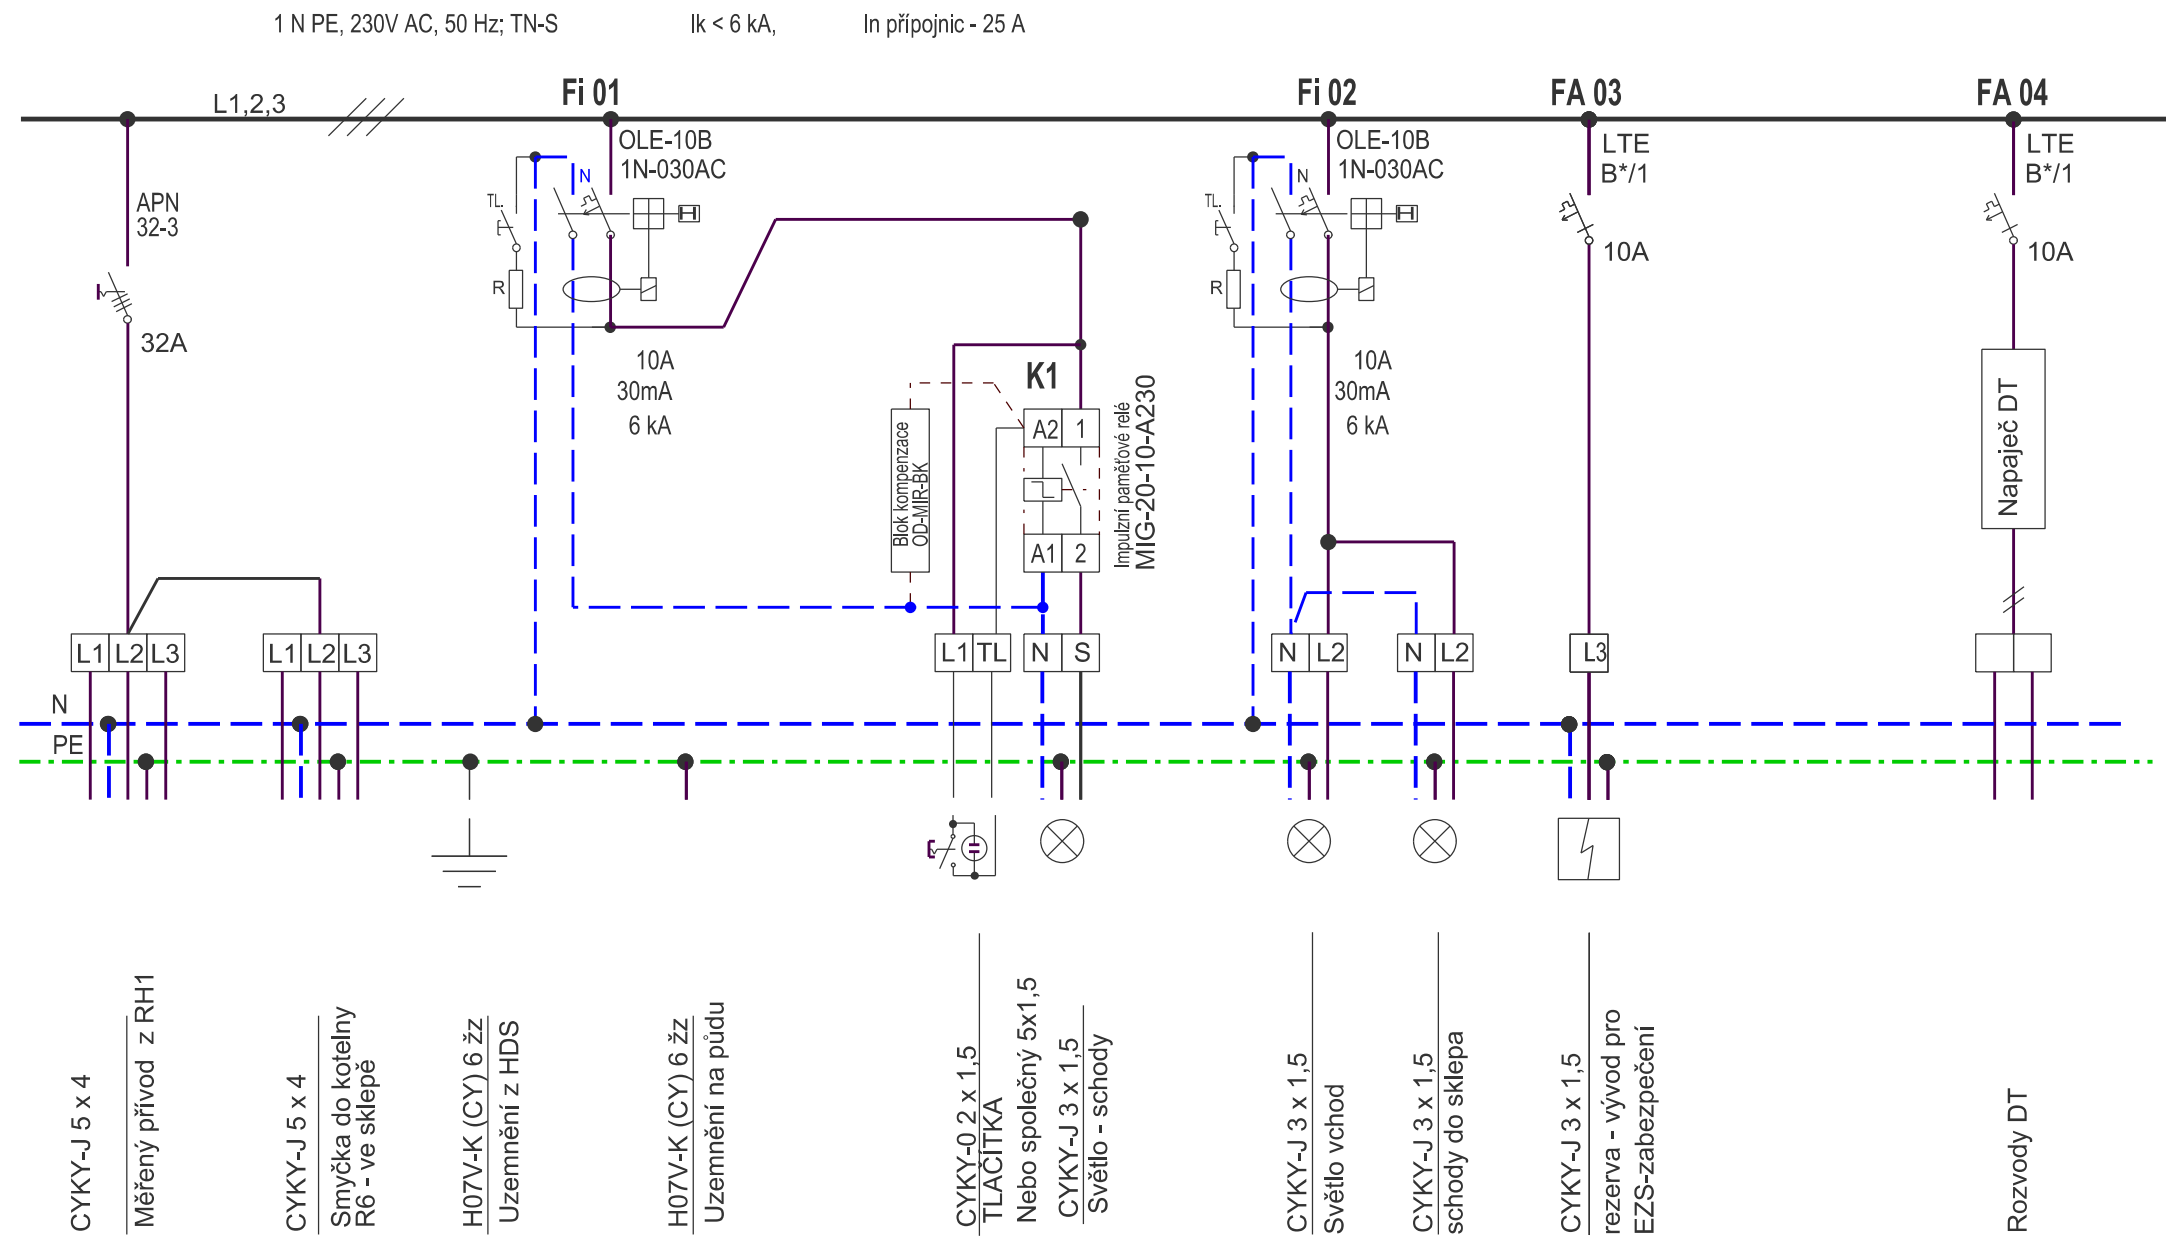 1 N PE, 230V AC, 50 Hz; TN-S
Ik < 6 kA,
In přípojnic - 25 A
L1,2,3
Fi 01
Fi 02
FA 03
FA 04
APN
32-3
32A
OLE-10B
1N-030AC
N
TL.
R
10A
30mA
6 kA
K1
A2
1
A1
2
Blok kompenzace
OD-MIR-BK
Impulzní paměťové relé
MIG-20-10-A230
OLE-10B
1N-030AC
N
TL.
R
10A
30mA
6 kA
LTE
B*/1
10A
LTE
B*/1
10A
Napaječ DT
L1 L2 L3
L1 L2 L3
L1 TL N S
N L2
N L2
L3
N
PE
CYKY-J 5 x 4
Měřený přívod z RH1
CYKY-J 5 x 4
Smyčka do kotelny
R6 - ve sklepě
H07V-K (CY) 6 žz
Uzemnění z HDS
H07V-K (CY) 6 žz
Uzemnění na půdu
CYKY-0 2 x 1,5
TLAČÍTKA
Nebo společný 5x1,5
CYKY-J 3 x 1,5
Světlo - schody
CYKY-J 3 x 1,5
Světlo vchod
CYKY-J 3 x 1,5
schody do sklepa
CYKY-J 3 x 1,5
rezerva - vývod pro
EZS-zabezpečení
Rozvody DT